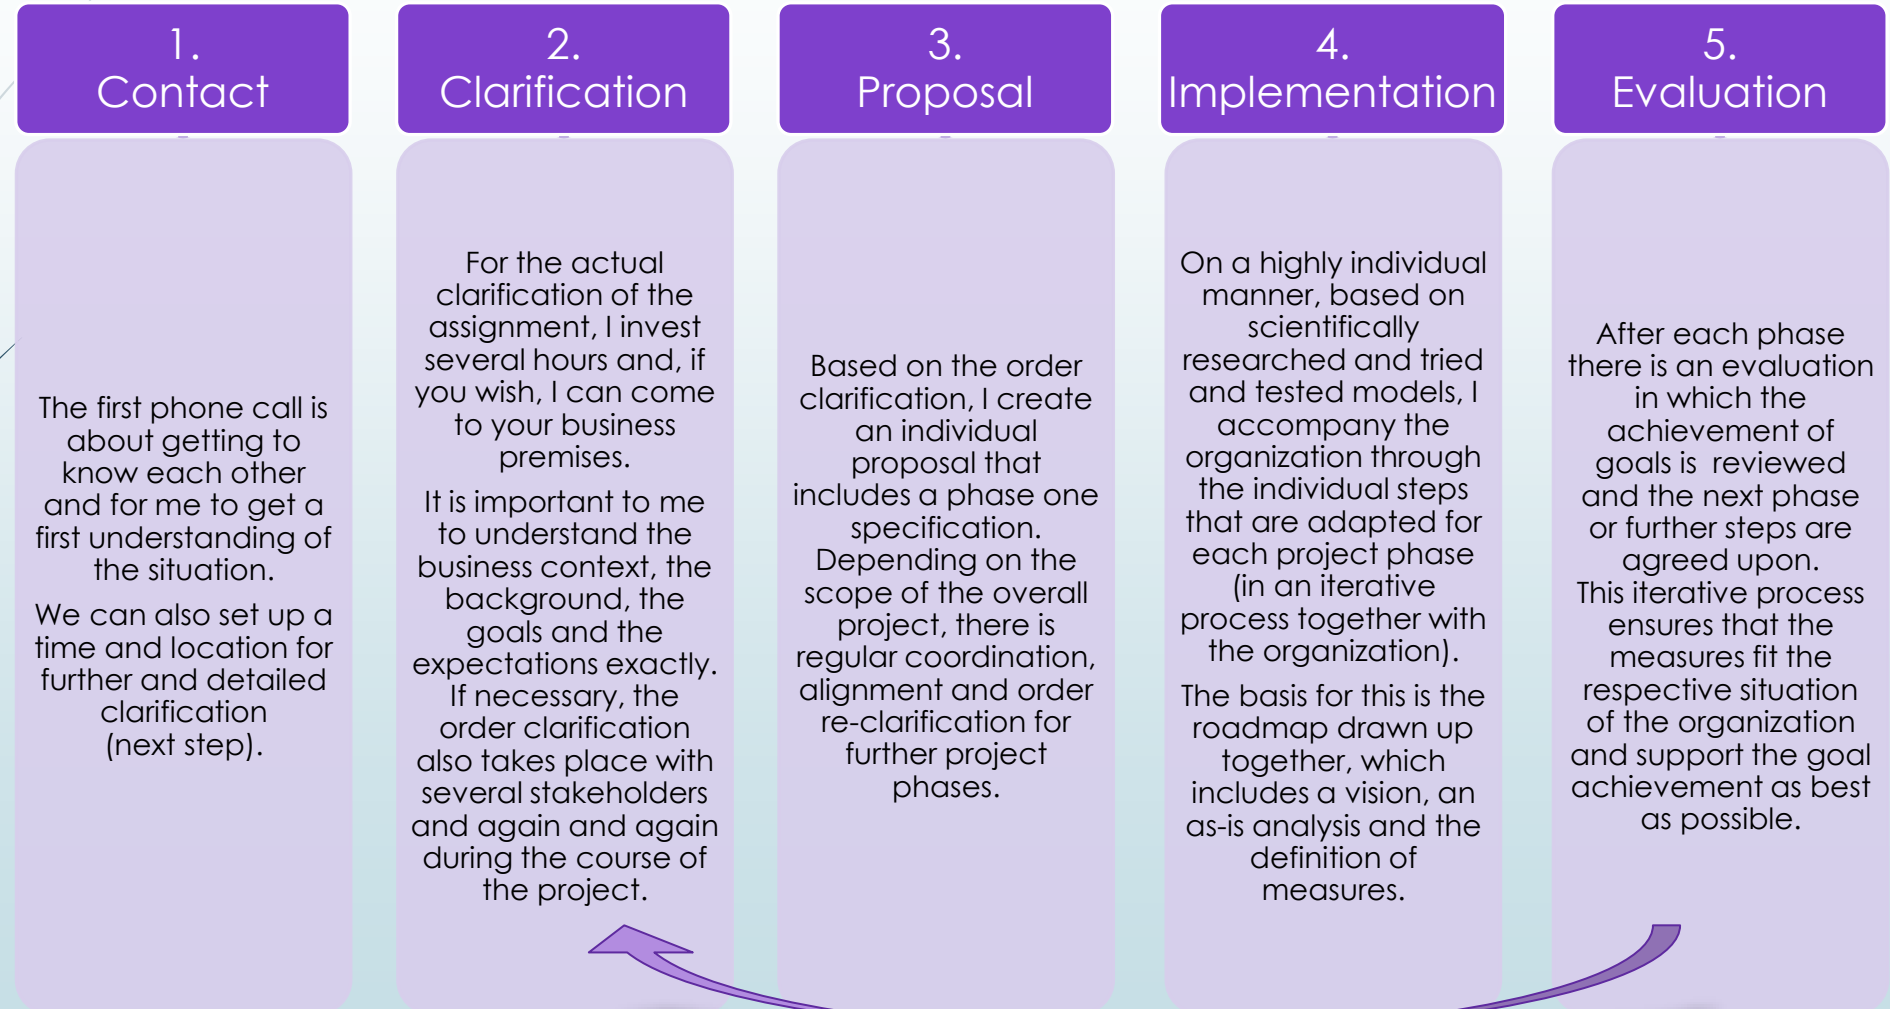 1.
Contact
The first phone call is
about getting to
know each other
and for me to get a
first understanding of
the situation.
We can also set up a
time and location for
further and detailed
clarification
(next step).
2.
Clarification
For the actual
clarification of the
assignment, I invest
several hours and, if
you wish, I can come
to your business
premises.
It is important to me
to understand the
business context, the
background, the
goals and the
expectations exactly.
If necessary, the
order clarification
also takes place with
several stakeholders
and again and again
during the course of
the project.
3.
Proposal
Based on the order
clarification, I create
an individual
proposal that
includes a phase one
specification.
Depending on the
scope of the overall
project, there is
regular coordination,
alignment and order
re-clarification for
further project
phases.
4.
Implementation
On a highly individual
manner, based on
scientifically
researched and tried
and tested models, I
accompany the
organization through
the individual steps
that are adapted for
each project phase
(in an iterative
process together with
the organization).
The basis for this is the
roadmap drawn up
together, which
includes a vision, an
as-is analysis and the
definition of
measures.
5.
Evaluation
After each phase
there is an evaluation
in which the
achievement of
goals is  reviewed
and the next phase
or further steps are
agreed upon.
This iterative process
ensures that the
measures fit the
respective situation
of the organization
and support the goal
achievement as best
as possible.